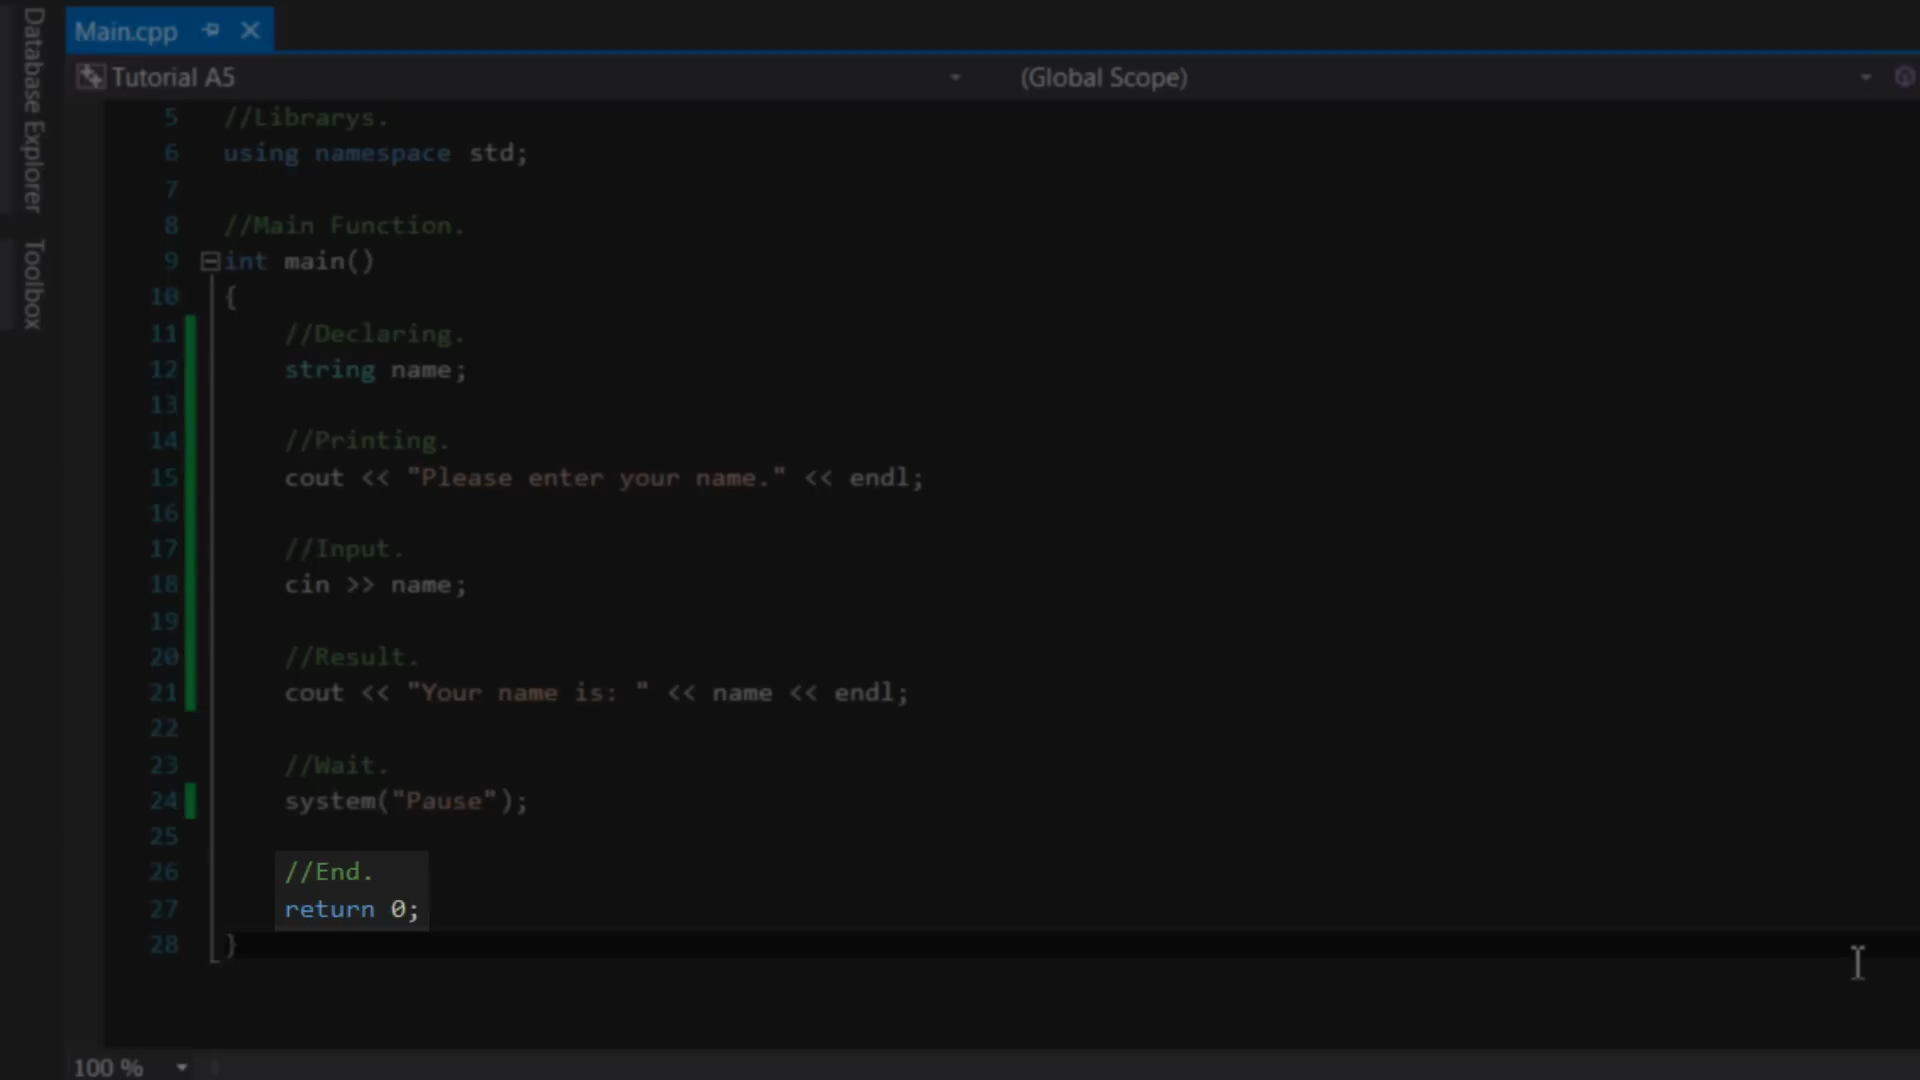 Database Explorer
Toolbox
Main.cpp
Tutorial A5
(Global Scope)
5 //Librarys.
6 using namespace std;
7
8 //Main Function.
9 int main()
10 {
11 //Declaring.
12 string name;
13
14 //Printing.
15 cout << "Please enter your name." << endl;
16
17 //Input.
18 cin >> name;
19
20 //Result.
21 cout << "Your name is: " << name << endl;
22
23 //Wait.
24 system("Pause");
25
26 //End.
27 return 0;
28 }
100 %